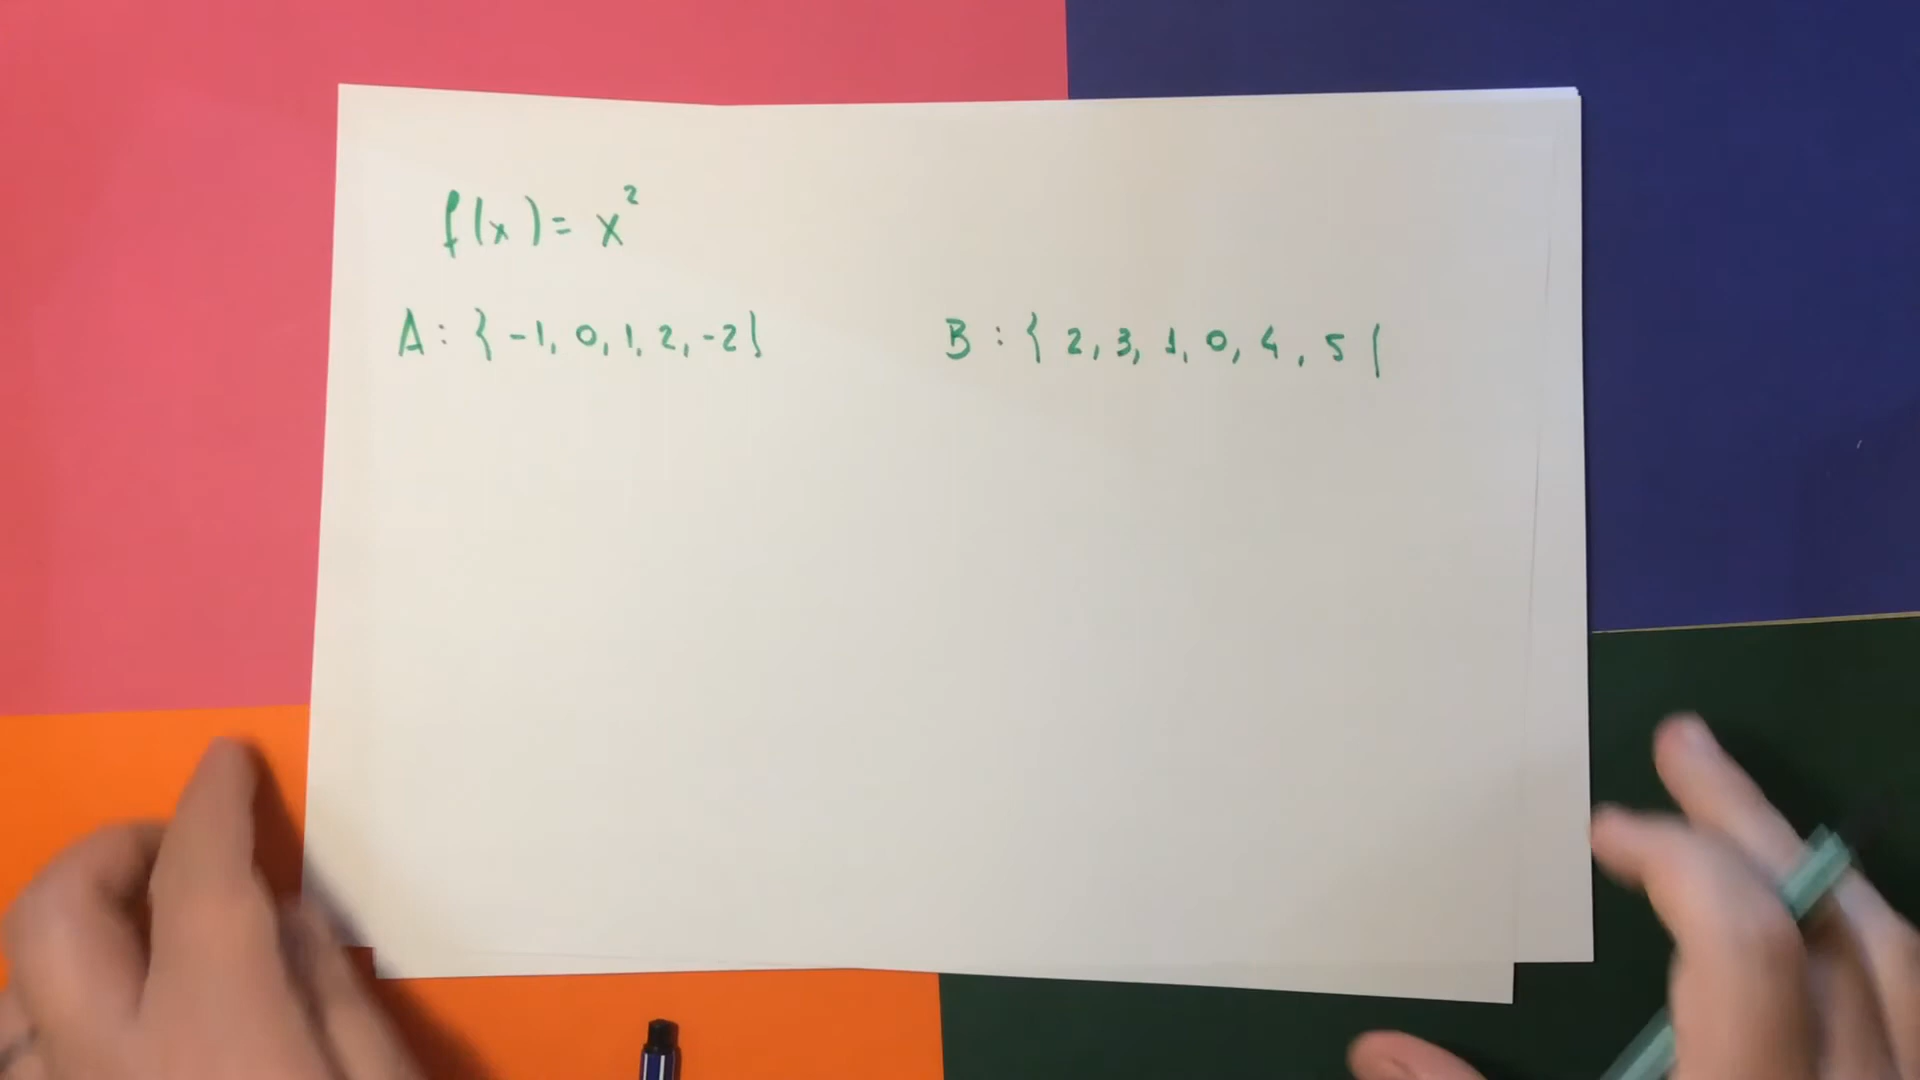 f(x) = x²
A : { -1, 0, 1, 2, -2 }
B : { 2, 3, 1, 0, 4, 5 {